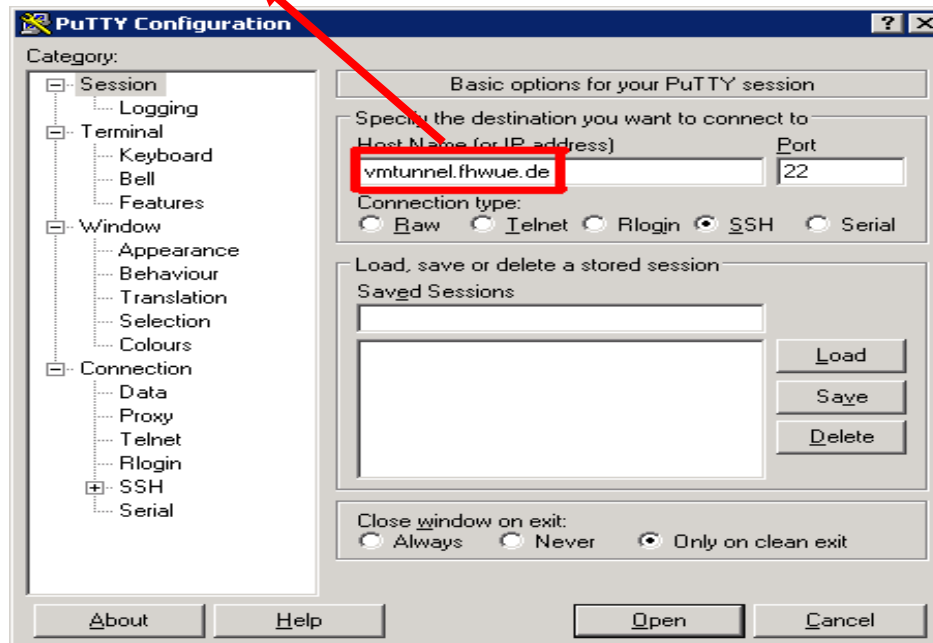 PuTTY Configuration
Category:
Session
Logging
Terminal
Keyboard
Bell
Features
Window
Appearance
Behaviour
Translation
Selection
Colours
Connection
Data
Proxy
Telnet
Rlogin
SSH
Serial
Basic options for your PuTTY session
Specify the destination you want to connect to
Host Name (or IP address) Port
vmtunnel.fhwue.de 22
Connection type:
Raw Telnet Rlogin SSH Serial
Load, save or delete a stored session
Saved Sessions
Load
Save
Delete
Close window on exit:
Always Never Only on clean exit
About Help Open Cancel